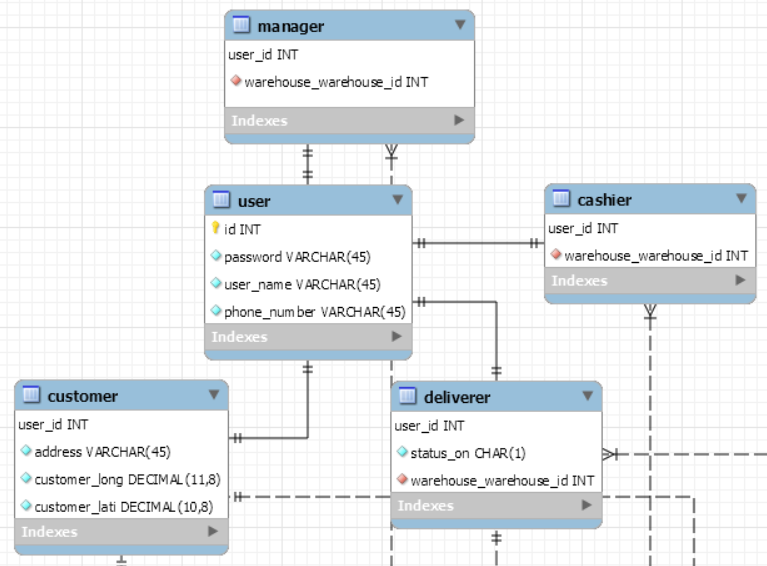 manager
user_id INT
warehouse_warehouse_id INT
Indexes
user
id INT
password VARCHAR(45)
user_name VARCHAR(45)
phone_number VARCHAR(45)
Indexes
cashier
user_id INT
warehouse_warehouse_id INT
Indexes
customer
user_id INT
address VARCHAR(45)
customer_long DECIMAL(11,8)
customer_lati DECIMAL(10,8)
Indexes
deliverer
user_id INT
status_on CHAR(1)
warehouse_warehouse_id INT
Indexes